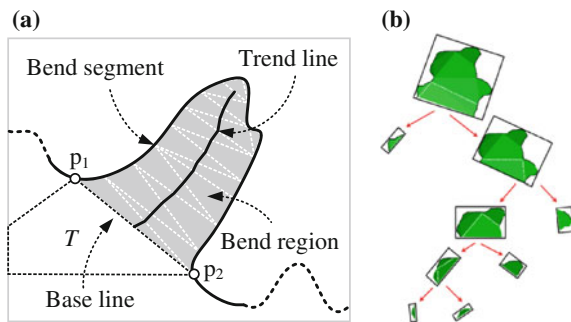 (a)
(b)
Bend segment
Trend line
p1
T
Bend region
p2
Base line